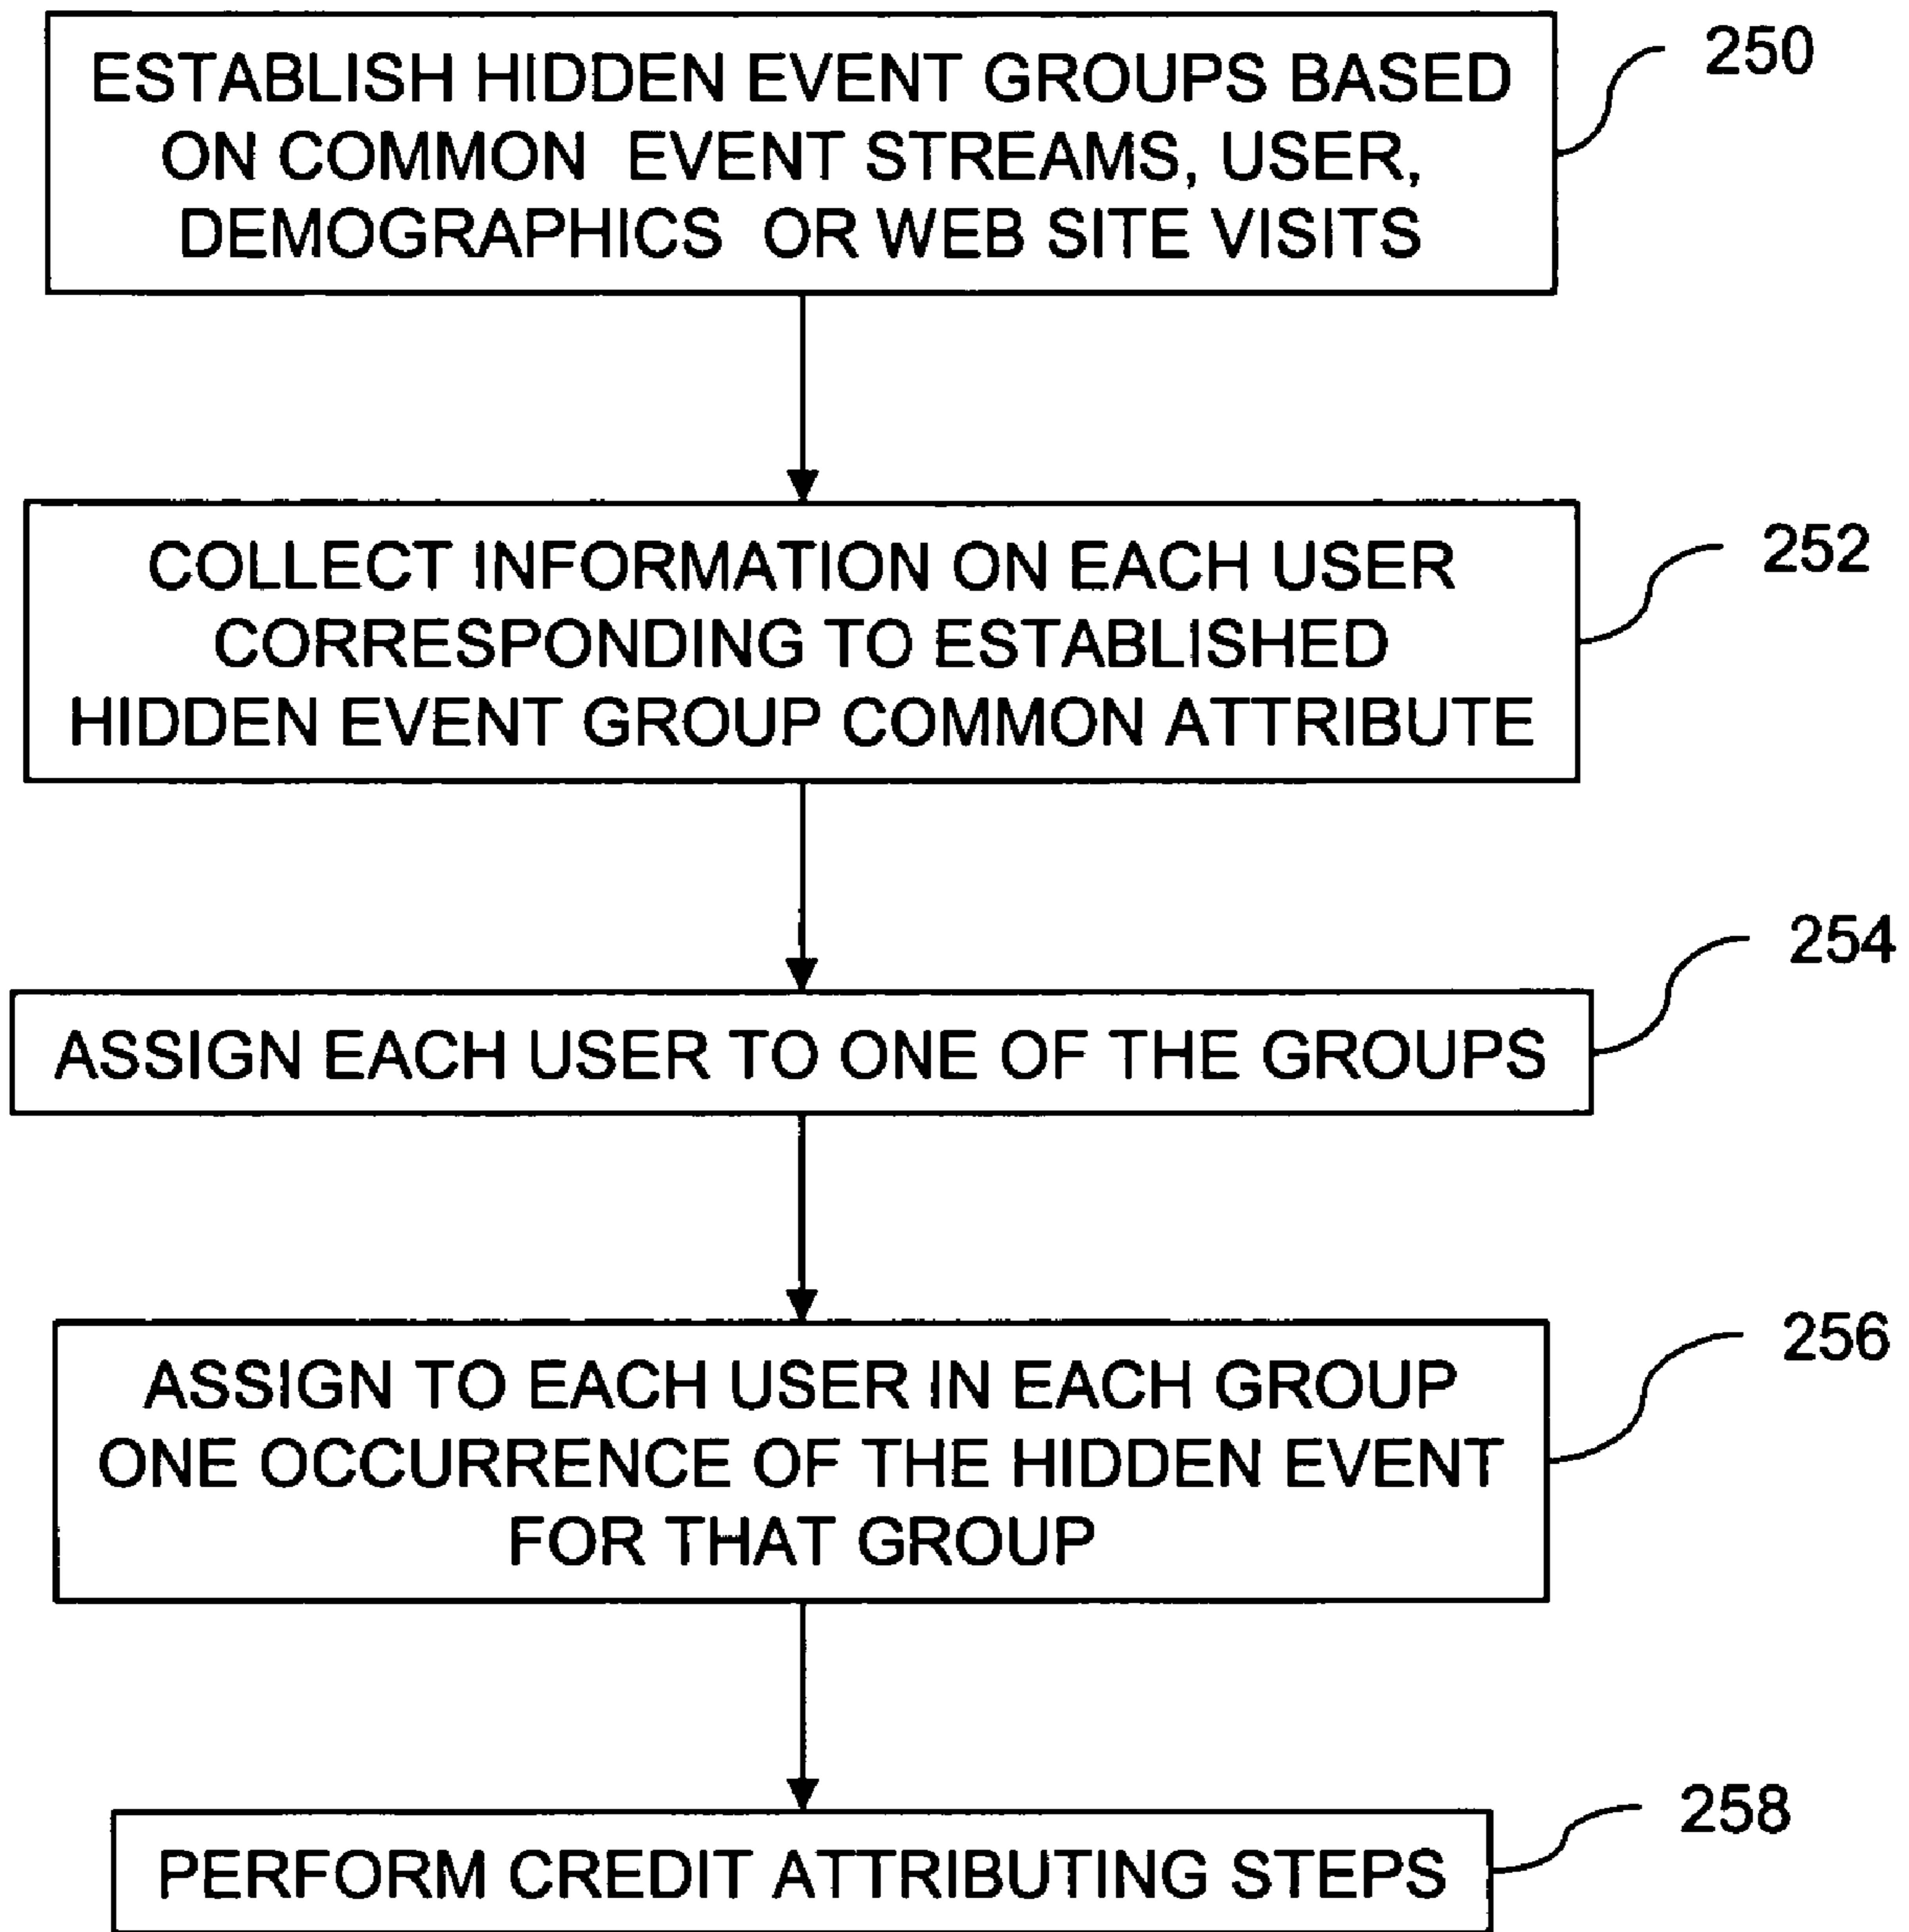 ESTABLISH HIDDEN EVENT GROUPS BASED
ON COMMON EVENT STREAMS, USER,
DEMOGRAPHICS OR WEB SITE VISITS
250
COLLECT INFORMATION ON EACH USER
CORRESPONDING TO ESTABLISHED
HIDDEN EVENT GROUP COMMON ATTRIBUTE
252
ASSIGN EACH USER TO ONE OF THE GROUPS
254
ASSIGN TO EACH USER IN EACH GROUP
ONE OCCURRENCE OF THE HIDDEN EVENT
FOR THAT GROUP
256
PERFORM CREDIT ATTRIBUTING STEPS
258